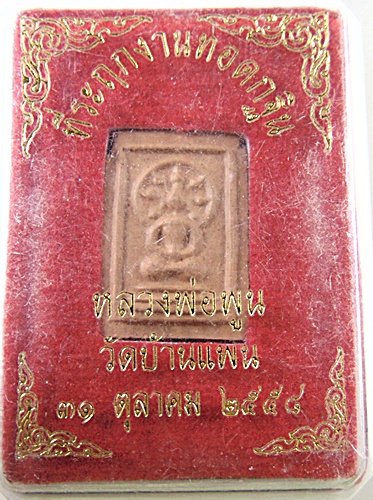 ที่ระฤกงานทอดกฐิน
หลวงพ่อพูน
วัดบ้านแพน
๓๑ ตุลาคม ๒๕๕๘